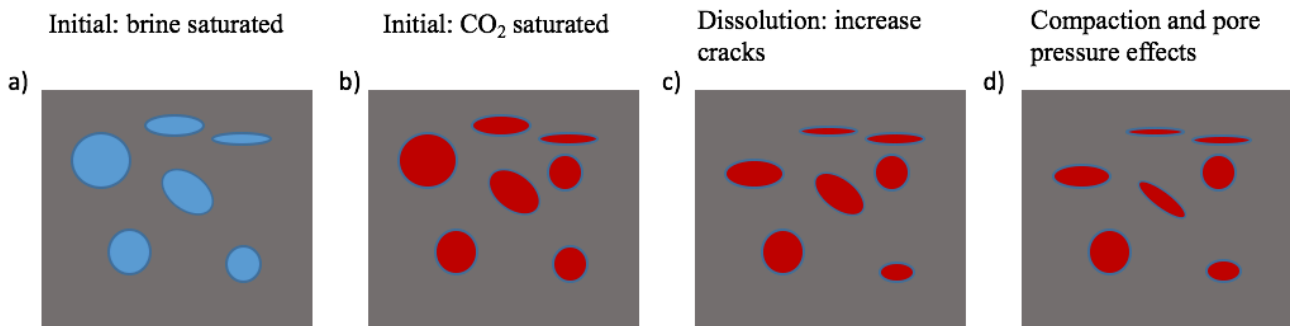 Initial: brine saturated
Initial: CO₂ saturated
Dissolution: increase
cracks
Compaction and pore
pressure effects
a)
b)
c)
d)